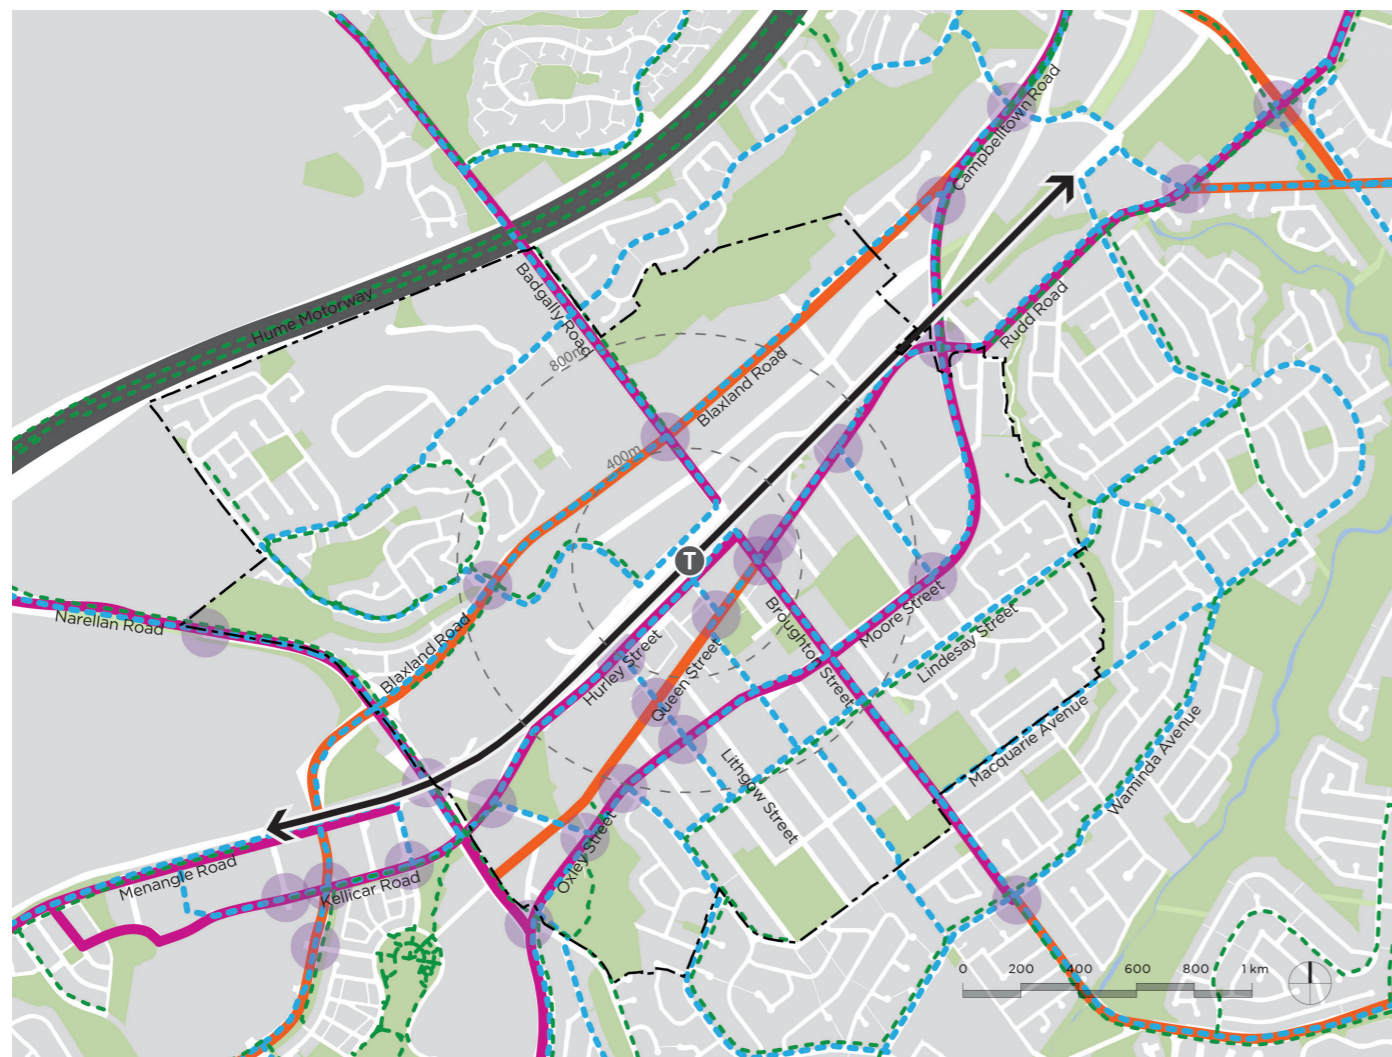 Campbelltown Road
Hume Motorway
Badgally Road
Rudd Road
800m
Blaxland Road
400m
T
Narellan Road
Blaxland Road
Hurley Street
Queen Street
Broughton Street
Moore Street
Lindesay Street
Macquarie Avenue
Waminda Avenue
Lithgow Street
Oxley Street
Menangle Road
Kellicar Road
0 200 400 600 800 1 km